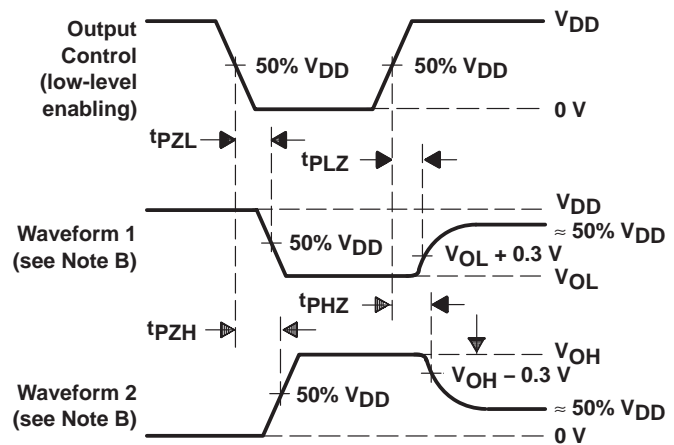 Output
Control
(low-level
enabling)
50% VDD
50% VDD
VDD
0 V
tPZL
tPLZ
Waveform 1
(see Note B)
50% VDD
VDD
≈ 50% VDD
VOL + 0.3 V
VOL
tPZH
tPHZ
Waveform 2
(see Note B)
50% VDD
VOH
VOH – 0.3 V
≈ 50% VDD
0 V